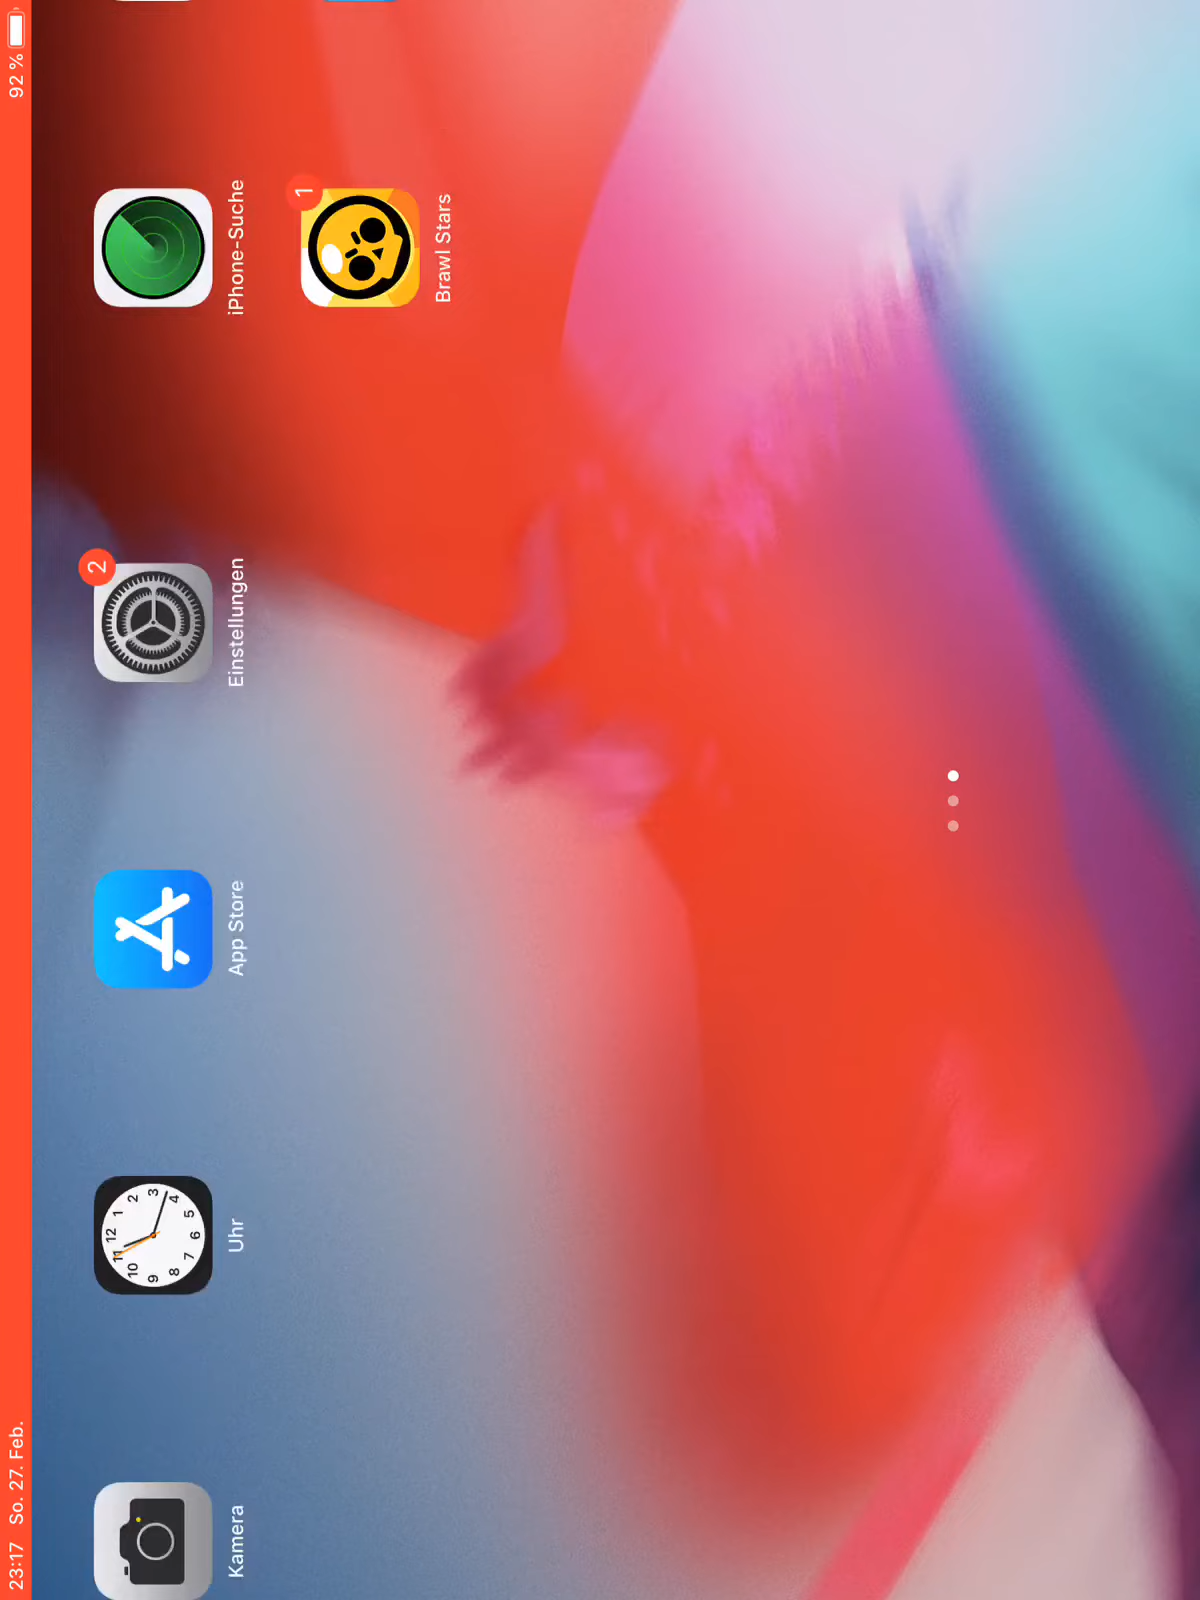 23:17 So. 27. Feb.
92 %
Kamera
Uhr
App Store
Einstellungen
iPhone-Suche
Brawl Stars
2
1
12
1
2
3
4
5
6
7
8
9
10
11